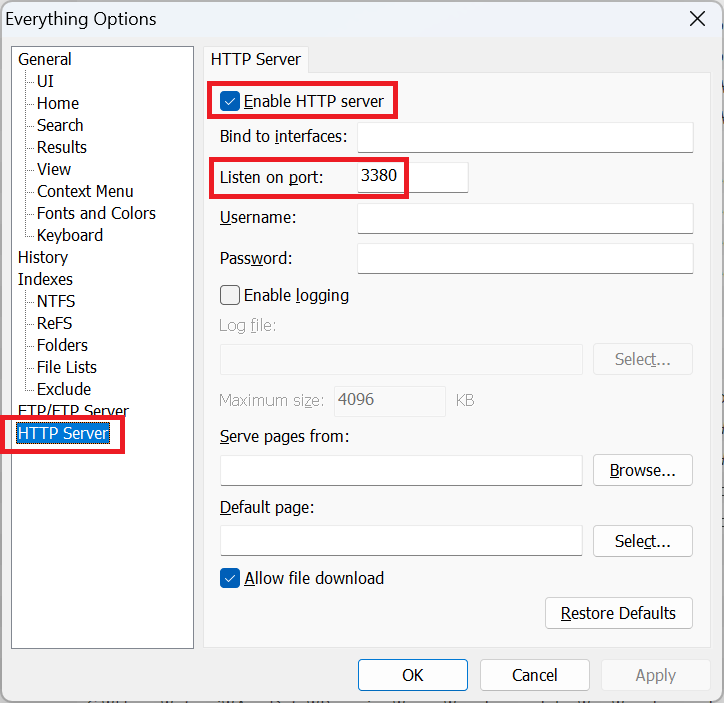 Everything Options
General
UI
Home
Search
Results
View
Context Menu
Fonts and Colors
Keyboard
History
Indexes
NTFS
ReFS
Folders
File Lists
Exclude
ETP/FTP Server
HTTP Server
HTTP Server
Enable HTTP server
Bind to interfaces:
Listen on port: 3380
Username:
Password:
Enable logging
Log file:
Select...
Maximum size: 4096 KB
Serve pages from:
Browse...
Default page:
Select...
Allow file download
Restore Defaults
OK Cancel Apply